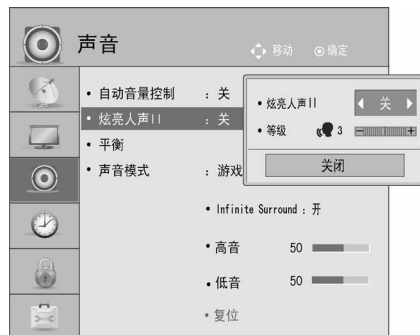 声音
移动 ⊙确定
• 自动音量控制 : 关
• 炫亮人声II : 关
• 平衡
• 声音模式 : 游戏
• Infinite Surround : 开
• 高音 50
• 低音 50
• 复位
• 炫亮人声II ◀ 关 ▶
• 等级 3
关闭